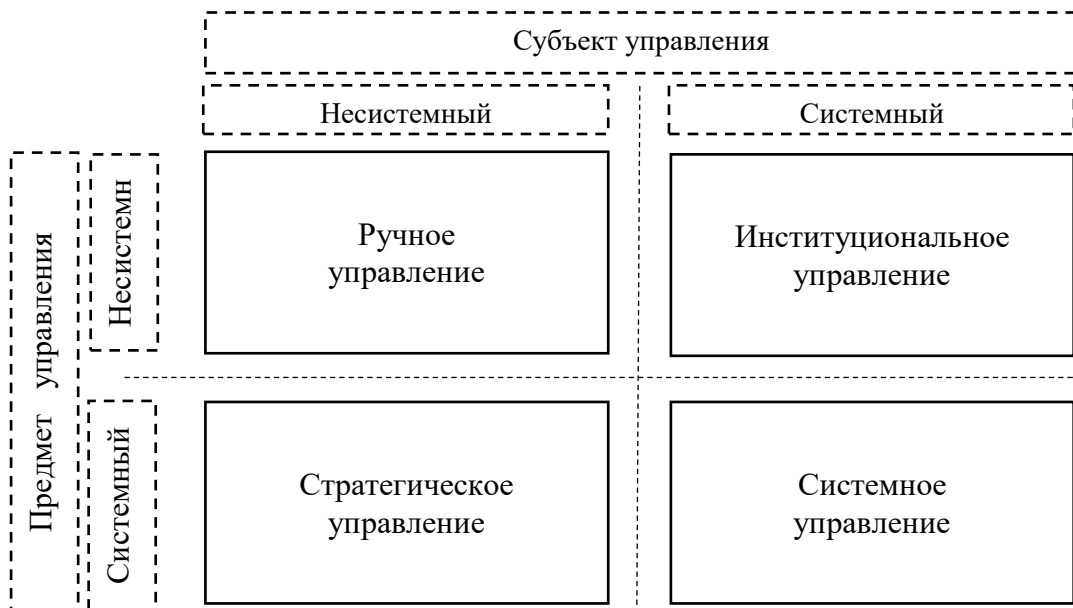 Субъект управления
Несистемный
Системный
Предмет управления
Несистемн
Ручное
управление
Институциональное
управление
Системный
Стратегическое
управление
Системное
управление